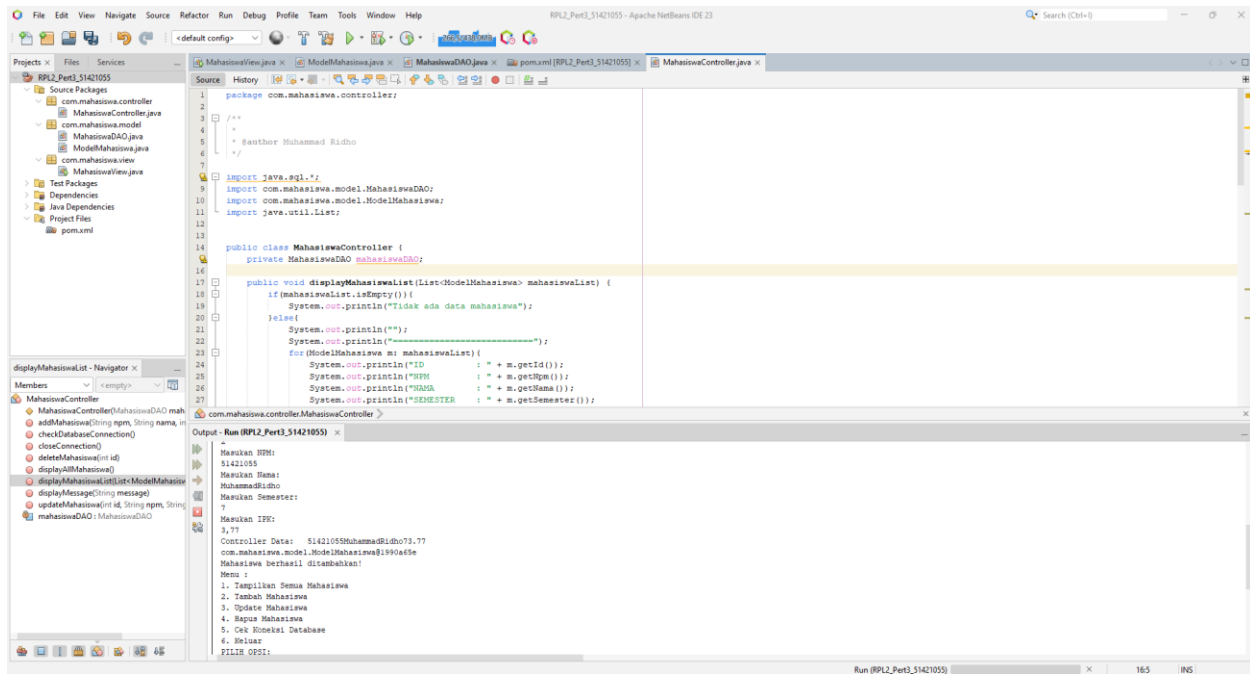 File Edit View Navigate Source Refactor Run Debug Profile Team Tools Window Help
RPL2_Pert3_51421055 - Apache NetBeans IDE 23
Search (Ctrl+I)
<default config>
Projects × Files Services
RPL2_Pert3_51421055
Source Packages
com.mahasiswa.controller
MahasiswaController.java
com.mahasiswa.model
MahasiswaDAO.java
ModelMahasiswa.java
com.mahasiswa.view
MahasiswaView.java
Test Packages
Dependencies
Java Dependencies
Project Files
pom.xml
displayMahasiswaList - Navigator ×
Members <empty>
MahasiswaController
MahasiswaController(MahasiswaDAO mah
addMahasiswa(String npm, String nama, in
checkDatabaseConnection()
closeConnection()
deleteMahasiswa(int id)
displayAllMahasiswa()
displayMahasiswaList(List<ModelMahasisw
displayMessage(String message)
updateMahasiswa(int id, String npm, String
mahasiswaDAO : MahasiswaDAO
MahasiswaView.java × ModelMahasiswa.java × MahasiswaDAO.java × pom.xml [RPL2_Pert3_51421055] × MahasiswaController.java ×
Source History
1 package com.mahasiswa.controller;
2
3 /**
4 *
5 * @author Muhammad Ridho
6 */
7
import java.sql.*;
9 import com.mahasiswa.model.MahasiswaDAO;
10 import com.mahasiswa.model.ModelMahasiswa;
11 import java.util.List;
12
13
14 public class MahasiswaController {
private MahasiswaDAO mahasiswaDAO;
16
17 public void displayMahasiswaList(List<ModelMahasiswa> mahasiswaList) {
18 if(mahasiswaList.isEmpty()){
19 System.out.println("Tidak ada data mahasiswa");
20 }else{
21 System.out.println("");
22 System.out.println("===========================");
23 for(ModelMahasiswa m: mahasiswaList){
24 System.out.println("ID : " + m.getId());
25 System.out.println("NPM : " + m.getNpm());
26 System.out.println("NAMA : " + m.getNama());
27 System.out.println("SEMESTER : " + m.getSemester());
com.mahasiswa.controller.MahasiswaController
Output - Run (RPL2_Pert3_51421055) ×
Masukan NPM:
51421055
Masukan Nama:
MuhammadRidho
Masukan Semester:
7
Masukan IPK:
3,77
Controller Data: 51421055MuhammadRidho73.77
com.mahasiswa.model.ModelMahasiswa@1990a65e
Mahasiswa berhasil ditambahkan!
Menu :
1. Tampilkan Semua Mahasiswa
2. Tambah Mahasiswa
3. Update Mahasiswa
4. Hapus Mahasiswa
5. Cek Koneksi Database
6. Keluar
PILIH OPSI:
Run (RPL2_Pert3_51421055)
16:5 INS